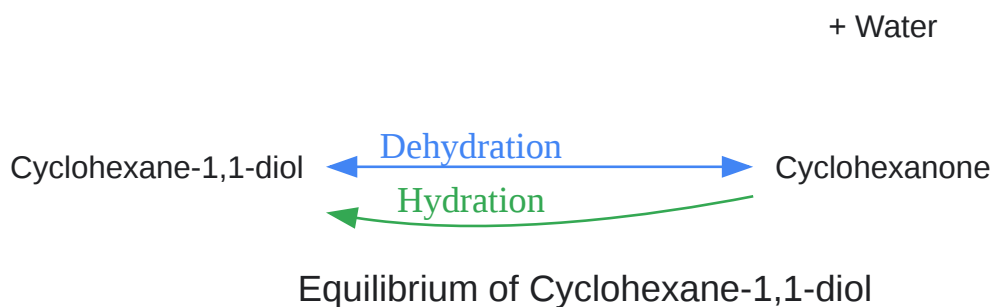 + Water
Dehydration
Cyclohexane-1,1-diol
Cyclohexanone
Hydration
Equilibrium of Cyclohexane-1,1-diol